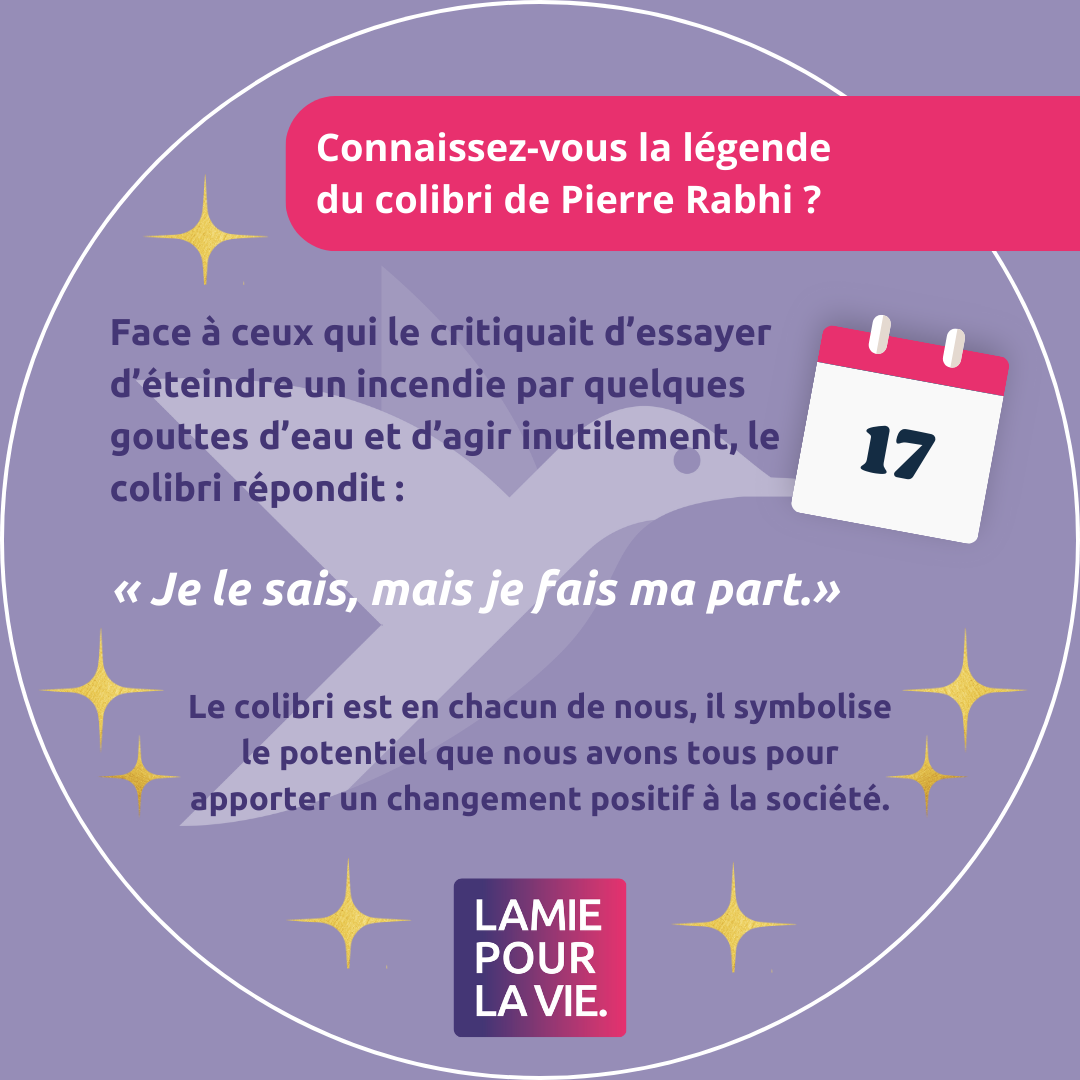 Connaissez-vous la légende
du colibri de Pierre Rabhi ?
Face à ceux qui le critiquait d’essayer
d’éteindre un incendie par quelques
gouttes d’eau et d’agir inutilement, le
colibri répondit :
17
« Je le sais, mais je fais ma part.»
Le colibri est en chacun de nous, il symbolise
le potentiel que nous avons tous pour
apporter un changement positif à la société.
LAMIE
POUR
LA VIE.